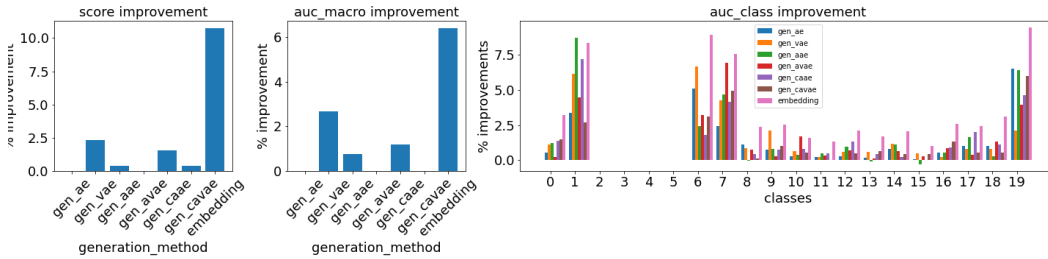 score improvement
% improvement
10.0
7.5
5.0
2.5
0.0
gen_ae
gen_vae
gen_aae
gen_avae
gen_caae
gen_cavae
embedding
generation_method
auc_macro improvement
% improvement
6
4
2
0
gen_ae
gen_vae
gen_aae
gen_avae
gen_caae
gen_cavae
embedding
generation_method
auc_class improvement
% improvements
7.5
5.0
2.5
0.0
gen_ae
gen_vae
gen_aae
gen_avae
gen_caae
gen_cavae
embedding
0 1 2 3 4 5 6 7 8 9 10 11 12 13 14 15 16 17 18 19
classes